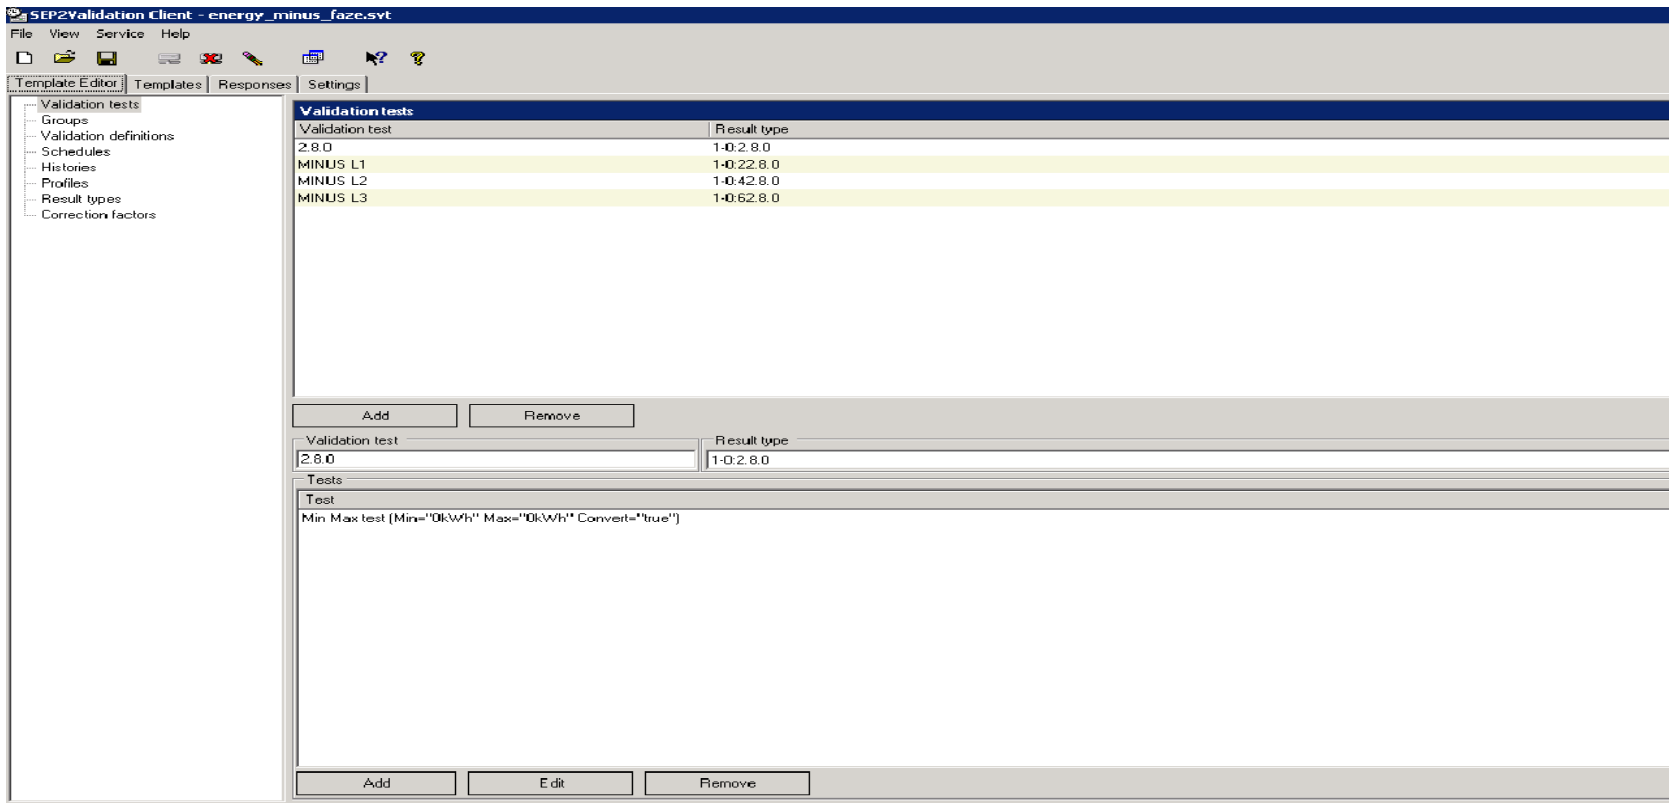 SEP2Validation Client - energy_minus_faze.svt
File View Service Help
Template Editor Templates Responses Settings
Validation tests
Groups
Validation definitions
Schedules
Histories
Profiles
Result types
Correction factors
Validation tests
Validation test Result type
2.8.0 1-0:2.8.0
MINUS L1 1-0:22.8.0
MINUS L2 1-0:42.8.0
MINUS L3 1-0:62.8.0
Add Remove
Validation test Result type
2.8.0 1-0:2.8.0
Tests
Test
Min Max test (Min="0kWh" Max="0kWh" Convert="true")
Add Edit Remove